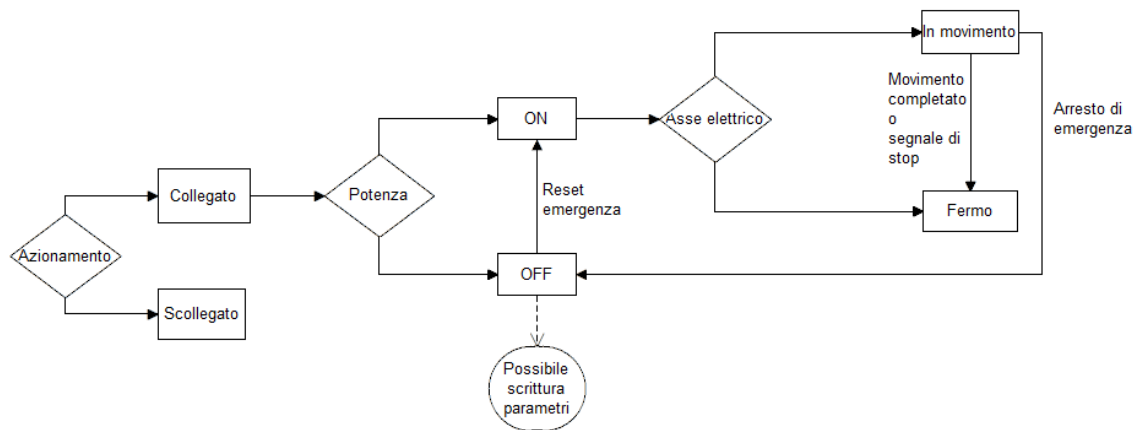 In movimento
Movimento
completato
o
segnale di
stop
Arresto di
emergenza
ON
Asse elettrico
Collegato
Potenza
Reset
emergenza
Fermo
Azionamento
OFF
Scollegato
Possibile
scrittura
parametri